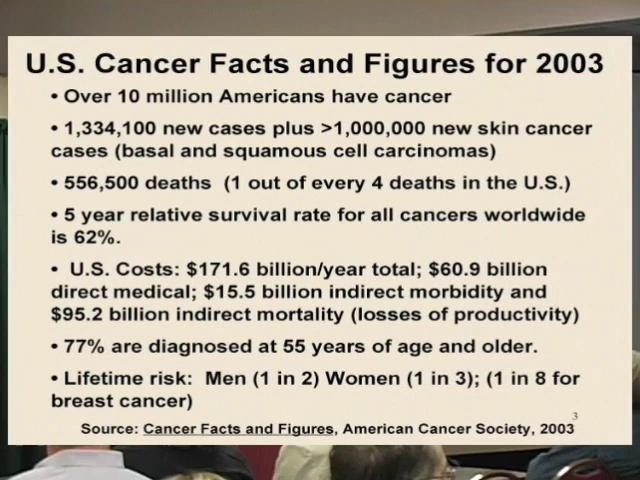 U.S. Cancer Facts and Figures for 2003
• Over 10 million Americans have cancer
• 1,334,100 new cases plus >1,000,000 new skin cancer
cases (basal and squamous cell carcinomas)
• 556,500 deaths (1 out of every 4 deaths in the U.S.)
• 5 year relative survival rate for all cancers worldwide
is 62%.
• U.S. Costs: $171.6 billion/year total; $60.9 billion
direct medical; $15.5 billion indirect morbidity and
$95.2 billion indirect mortality (losses of productivity)
• 77% are diagnosed at 55 years of age and older.
• Lifetime risk: Men (1 in 2) Women (1 in 3); (1 in 8 for
breast cancer)
3
Source: Cancer Facts and Figures, American Cancer Society, 2003